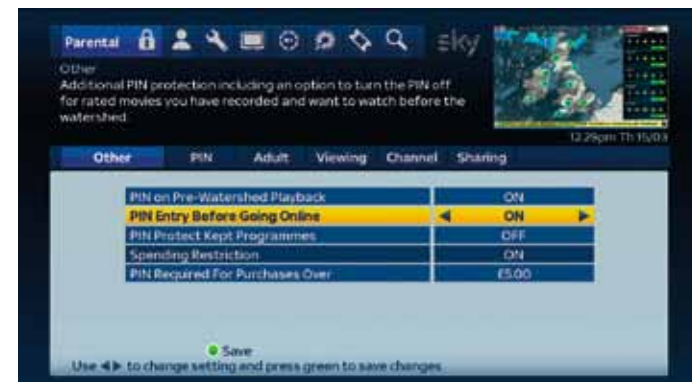 Parental
sky
Other
Additional PIN protection including an option to turn the PIN off
for rated movies you have recorded and want to watch before the
watershed.
12.29pm Th 15/03
Other PIN Adult Viewing Channel Sharing
PIN on Pre-Watershed Playback ON
PIN Entry Before Going Online ON
PIN Protect Kept Programmes OFF
Spending Restriction ON
PIN Required For Purchases Over £5.00
Save
Use ◀▶ to change setting and press green to save changes